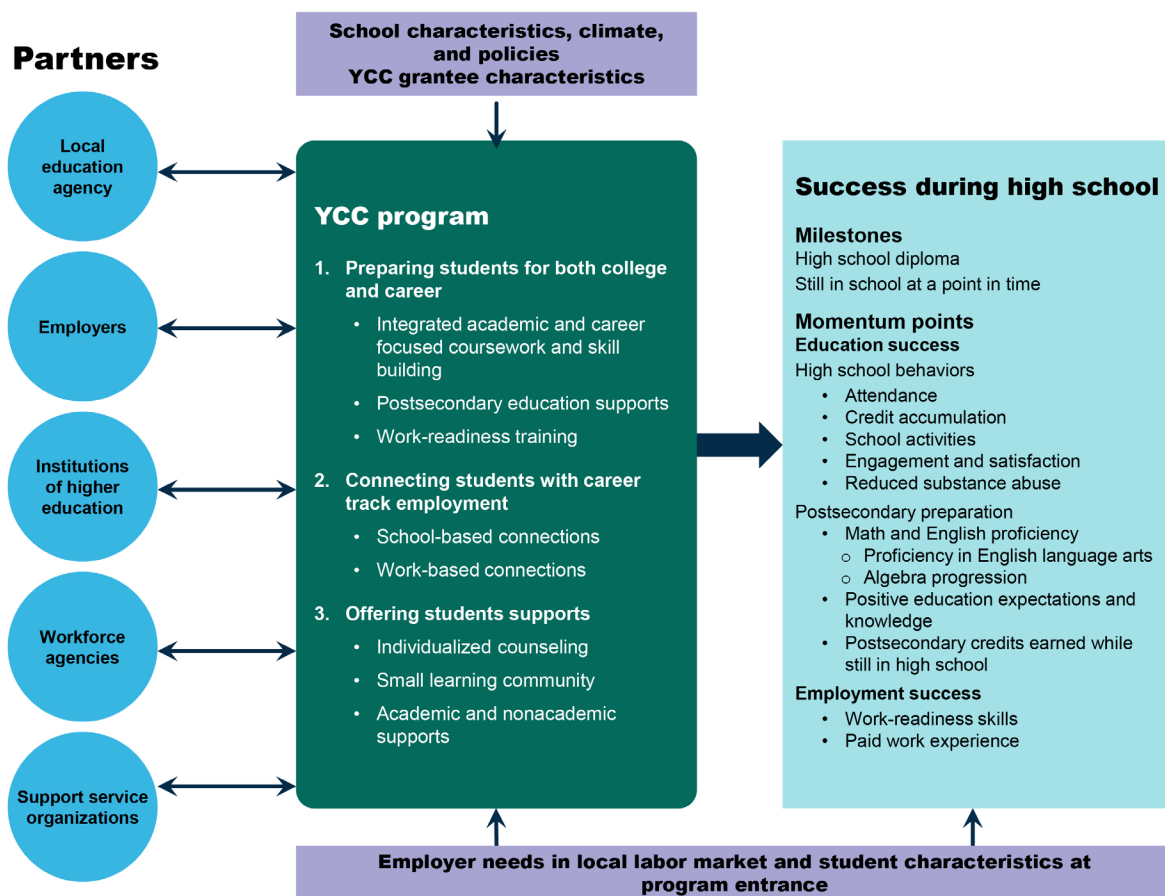 School characteristics, climate,
and policies
YCC grantee characteristics
Partners
Local
education
agency
Employers
Institutions
of higher
education
Workforce
agencies
Support service
organizations
YCC program
1. Preparing students for both college
and career
• Integrated academic and career
focused coursework and skill
building
• Postsecondary education supports
• Work-readiness training
2. Connecting students with career
track employment
• School-based connections
• Work-based connections
3. Offering students supports
• Individualized counseling
• Small learning community
• Academic and nonacademic
supports
Success during high school
Milestones
High school diploma
Still in school at a point in time
Momentum points
Education success
High school behaviors
• Attendance
• Credit accumulation
• School activities
• Engagement and satisfaction
• Reduced substance abuse
Postsecondary preparation
• Math and English proficiency
o Proficiency in English language arts
o Algebra progression
• Positive education expectations and
knowledge
• Postsecondary credits earned while
still in high school
Employment success
• Work-readiness skills
• Paid work experience
Employer needs in local labor market and student characteristics at
program entrance